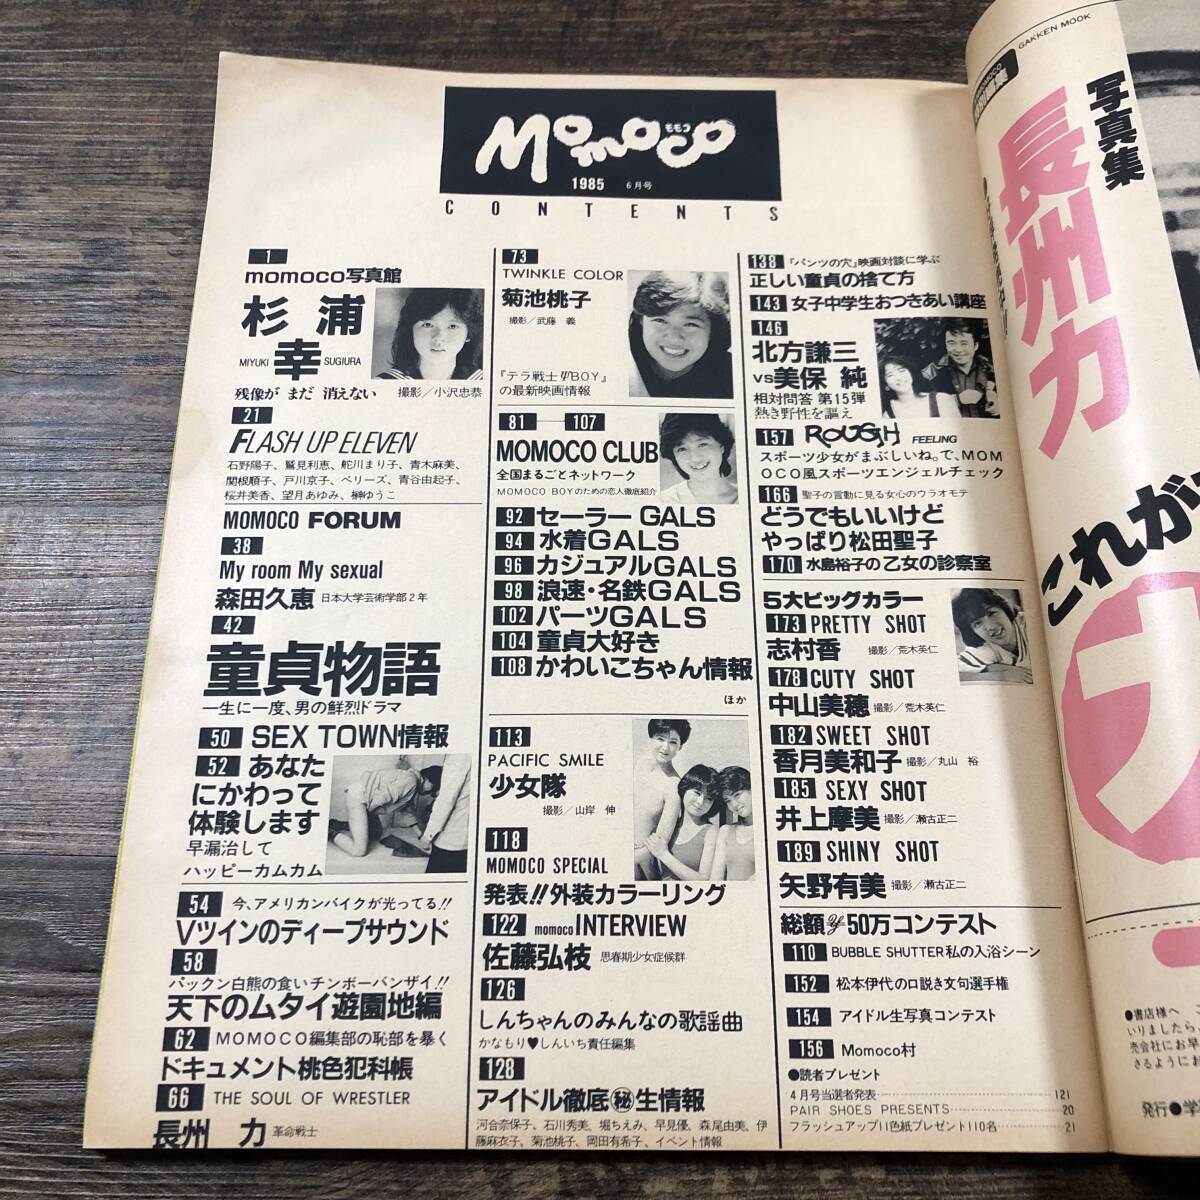 MOMOCO
モモコ
1985 6月号
CONTENTS
1
momoco写真館
杉浦
幸
MIYUKI SUGIURA
残像が まだ 消えない 撮影／小沢忠恭
21
FLASH UP ELEVEN
石野陽子、鷲見利恵、舵川まり子、青木麻美、
関根順子、戸川京子、ベリーズ、青谷由起子、
桜井美香、望月あゆみ、榊ゆうこ
MOMOCO FORUM
38
My room My sexual
森田久恵 日本大学芸術学部2年
42
童貞物語
一生に一度、男の鮮烈ドラマ
50 SEX TOWN情報
52 あなた
にかわって
体験します
早漏治して
ハッピーカムカム
54 今、アメリカンバイクが光ってる!!
Vツインのディープサウンド
58
パックン白熊の食いチンボーバンザイ!!
天下のムタイ遊園地編
62 MOMOCO編集部の恥部を暴く
ドキュメント桃色犯科帳
66 THE SOUL OF WRESTLER
長州 力 革命戦士
73
TWINKLE COLOR
菊池桃子
撮影／武藤 義
『テラ戦士ΨBOY』
の最新映画情報
81―107
MOMOCO CLUB
全国まるごとネットワーク
MOMOCO BOYのための恋人徹底紹介
92 セーラーGALS
94 水着GALS
96 カジュアルGALS
98 浪速・名鉄GALS
102 パーツGALS
104 童貞大好き
108 かわいこちゃん情報
ほか
113
PACIFIC SMILE
少女隊
撮影／山岸 伸
118
MOMOCO SPECIAL
発表!!外装カラーリング
122 momoco INTERVIEW
佐藤弘枝 思春期少女症候群
126
しんちゃんのみんなの歌謡曲
かなもり♥しんいち責任編集
128
アイドル徹底㊙生情報
河合奈保子、石川秀美、堀ちえみ、早見優、森尾由美、伊
藤麻衣子、菊池桃子、岡田有希子、イベント情報
138 『パンツの穴』映画対談に学ぶ
正しい童貞の捨て方
143 女子中学生おつきあい講座
146
北方謙三
vs美保 純
相対問答 第15弾
熱き野性を謳え
157 ROUGH FEELING
スポーツ少女がまぶしいね。で、MOM
OCO風スポーツエンジェルチェック
166 聖子の言動に見る女心のウラオモテ
どうでもいいけど
やっぱり松田聖子
170 水島裕子の乙女の診察室
5大ビッグカラー
173 PRETTY SHOT
志村香 撮影／荒木英仁
178 CUTY SHOT
中山美穂 撮影／荒木英仁
182 SWEET SHOT
香月美和子 撮影／丸山 裕
185 SEXY SHOT
井上摩美 撮影／瀬古正二
189 SHINY SHOT
矢野有美 撮影／瀬古正二
総額¥50万コンテスト
110 BUBBLE SHUTTER私の入浴シーン
152 松本伊代の口説き文句選手権
154 アイドル生写真コンテスト
156 Momoco村
●読者プレゼント
4月号当選者発表 121
PAIR SHOES PRESENTS 20
フラッシュアップ11色紙プレゼント110名 21
GAKKEN MOOK
写真集
長州力
これが
●書店様へ
いりましたら、
売会社にお早
さるようにお
発行●学